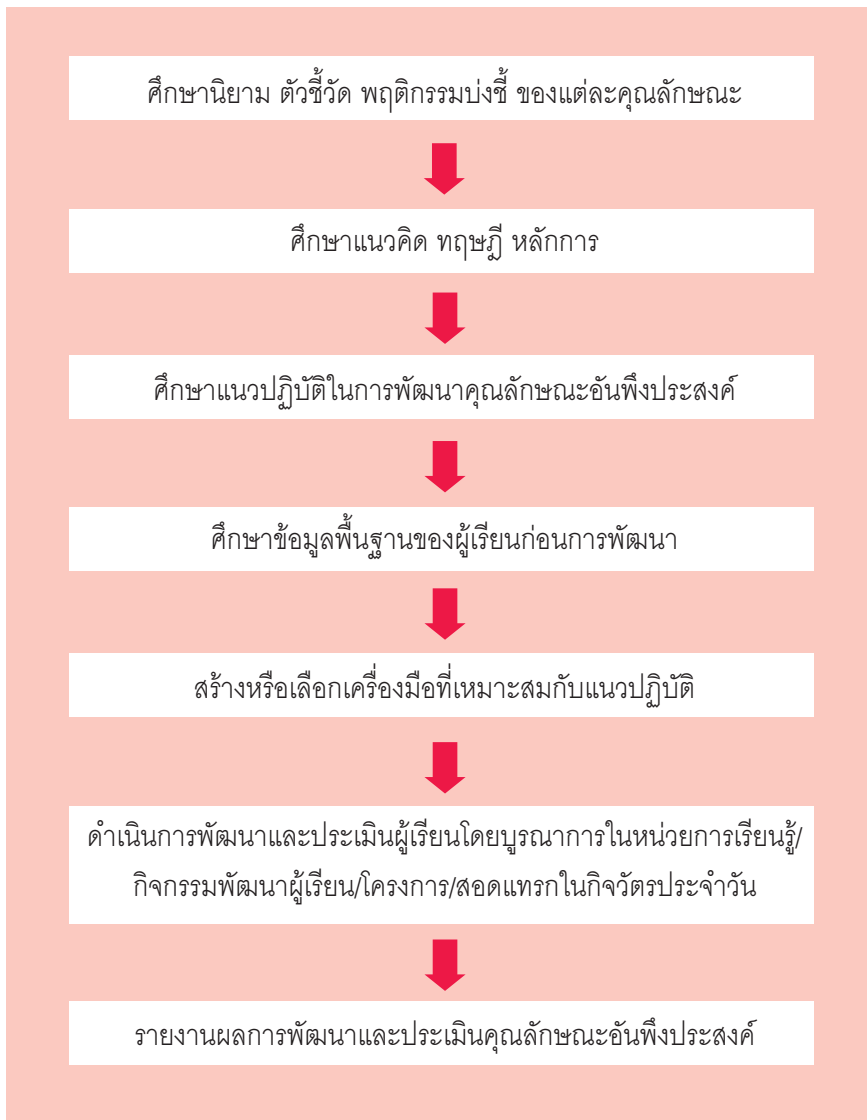 ศึกษานิยาม ตัวชี้วัด พฤติกรรมบ่งชี้ ของแต่ละคุณลักษณะ
ศึกษาแนวคิด ทฤษฎี หลักการ
ศึกษาแนวปฏิบัติในการพัฒนาคุณลักษณะอันพึงประสงค์
ศึกษาข้อมูลพื้นฐานของผู้เรียนก่อนการพัฒนา
สร้างหรือเลือกเครื่องมือที่เหมาะสมกับแนวปฏิบัติ
ดำเนินการพัฒนาและประเมินผู้เรียนโดยบูรณาการในหน่วยการเรียนรู้/
กิจกรรมพัฒนาผู้เรียน/โครงการ/สอดแทรกในกิจวัตรประจำวัน
รายงานผลการพัฒนาและประเมินคุณลักษณะอันพึงประสงค์